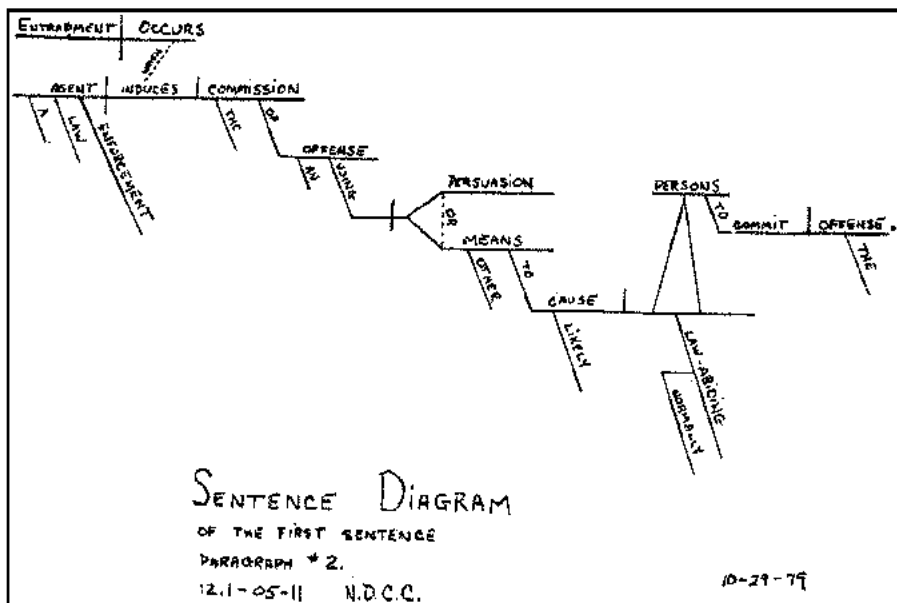 ENTRAPMENT OCCURS
WHEN
AGENT INDUCES COMMISSION
A LAW ENFORCEMENT THE OF
OFFENSE
AN USING
PERSUASION PERSONS
OR TO
COMMIT OFFENSE.
MEANS THE
OTHER TO
CAUSE
LIKELY LAW-ABIDING
NORMALLY
SENTENCE DIAGRAM
OF THE FIRST SENTENCE
PARAGRAPH #2.
12.1-05-11 N.D.C.C.
10-29-79